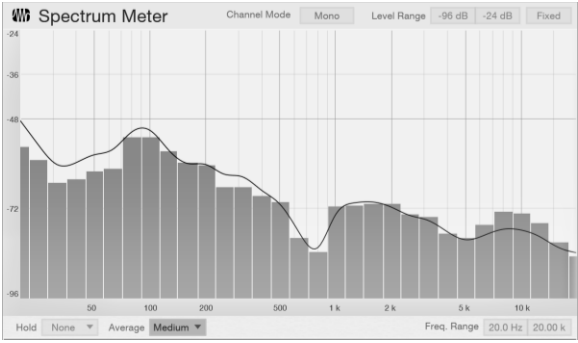 Spectrum Meter Channel Mode Mono Level Range -96 dB -24 dB Fixed
-24
-36
-48
-72
-96
50 100 200 500 1 k 2 k 5 k 10 k
Hold None Average Medium Freq. Range 20.0 Hz 20.00 k